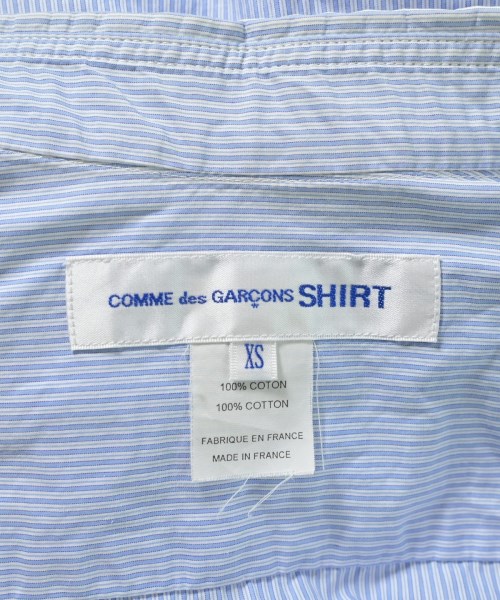 COMME des GARÇONS SHIRT
XS
100% COTON
100% COTTON
FABRIQUE EN FRANCE
MADE IN FRANCE